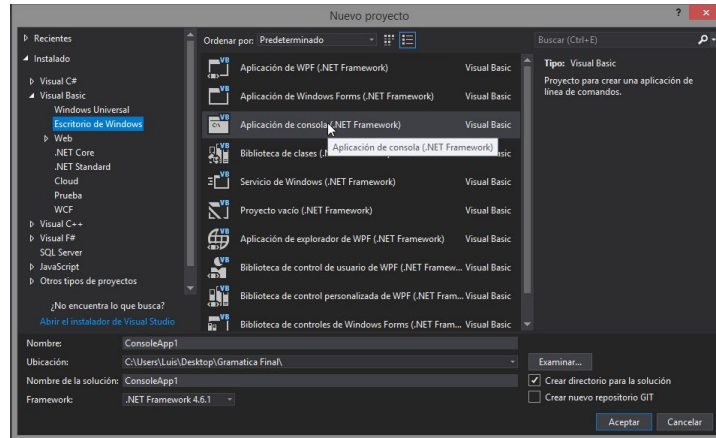 Nuevo proyecto
? ×
Recientes
Ordenar por: Predeterminado
Buscar (Ctrl+E)
Instalado
Visual C#
Visual Basic
Windows Universal
Escritorio de Windows
Web
.NET Core
.NET Standard
Cloud
Prueba
WCF
Visual C++
Visual F#
SQL Server
JavaScript
Otros tipos de proyectos
¿No encuentra lo que busca?
Abrir el instalador de Visual Studio
Aplicación de WPF (.NET Framework) Visual Basic
Aplicación de Windows Forms (.NET Framework) Visual Basic
Aplicación de consola (.NET Framework) Visual Basic
Aplicación de consola (.NET Framework)
Biblioteca de clases (.
Servicio de Windows (.NET Framework) Visual Basic
Proyecto vacío (.NET Framework) Visual Basic
Aplicación de explorador de WPF (.NET Framework) Visual Basic
Biblioteca de control de usuario de WPF (.NET Framew... Visual Basic
Biblioteca de control personalizada de WPF (.NET Fram... Visual Basic
Biblioteca de controles de Windows Forms (.NET Fram... Visual Basic
Tipo: Visual Basic
Proyecto para crear una aplicación de
línea de comandos.
Nombre: ConsoleApp1
Ubicación: C:\Users\Luis\Desktop\Gramatica Final\
Examinar...
Nombre de la solución: ConsoleApp1
Crear directorio para la solución
Framework: .NET Framework 4.6.1
Crear nuevo repositorio GIT
Aceptar Cancelar